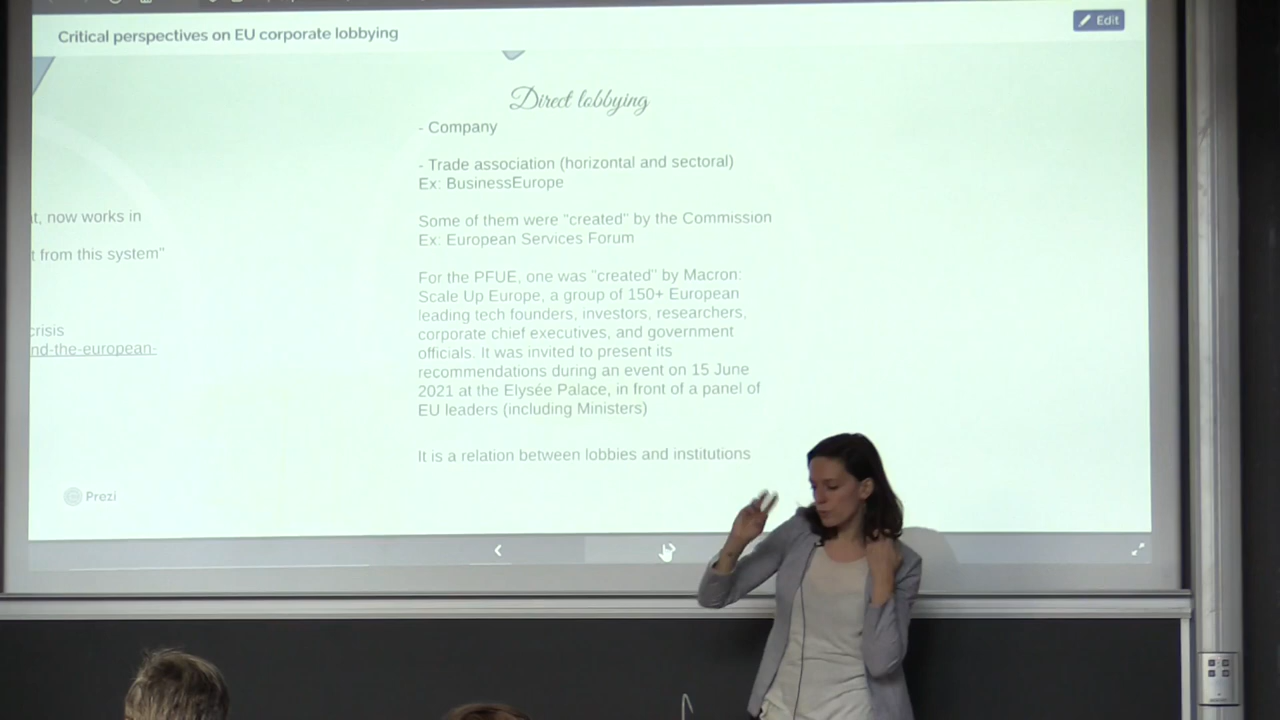 Critical perspectives on EU corporate lobbying
Edit
Direct lobbying
- Company
- Trade association (horizontal and sectoral)
Ex: BusinessEurope
Some of them were "created" by the Commission
Ex: European Services Forum
For the PFUE, one was "created" by Macron:
Scale Up Europe, a group of 150+ European
leading tech founders, investors, researchers,
corporate chief executives, and government
officials. It was invited to present its
recommendations during an event on 15 June
2021 at the Elysée Palace, in front of a panel of
EU leaders (including Ministers)
It is a relation between lobbies and institutions
t, now works in
t from this system"
crisis
nd-the-european-
Prezi